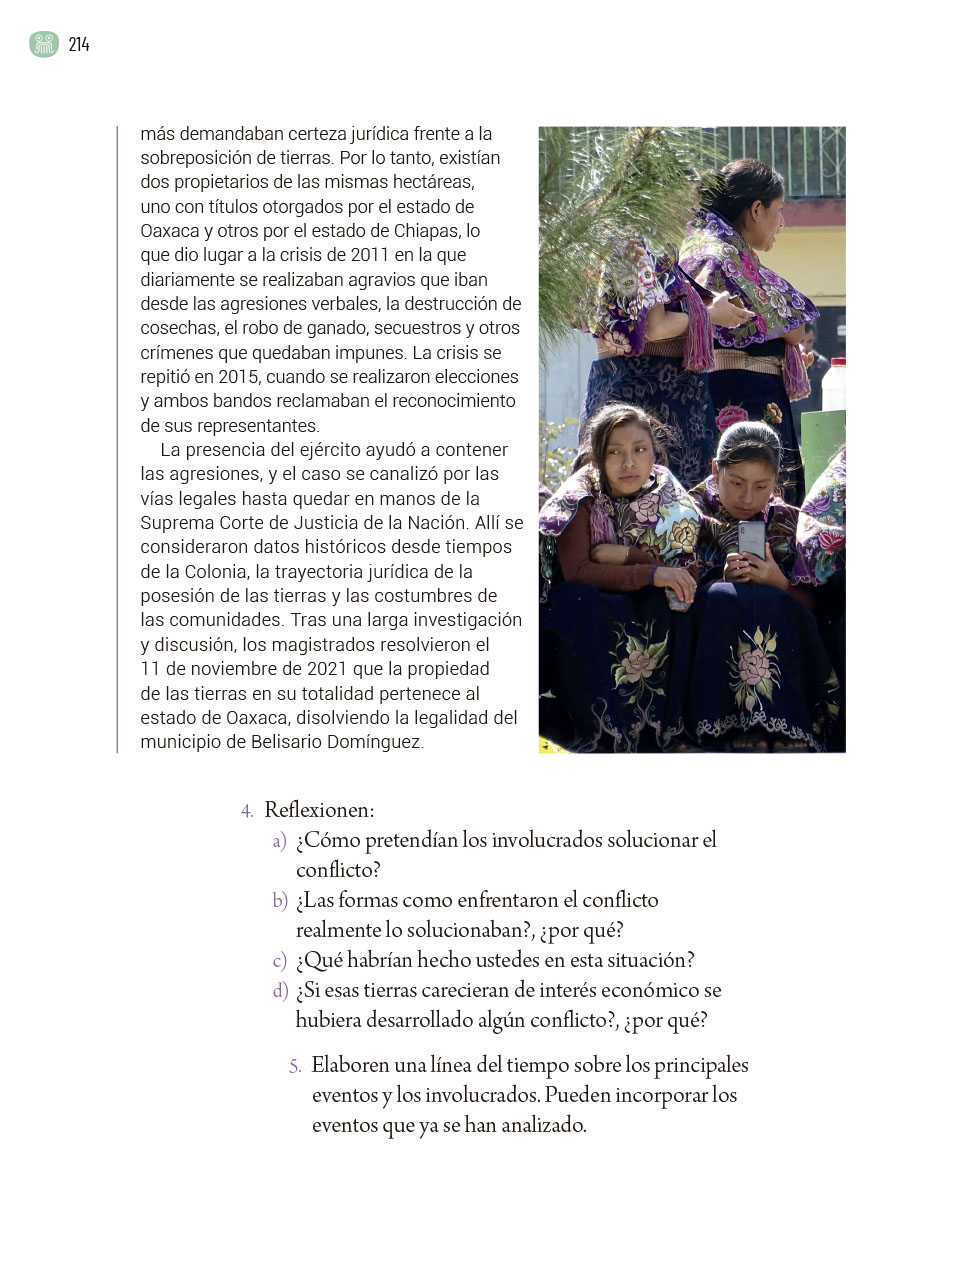 214
más demandaban certeza jurídica frente a la
sobreposición de tierras. Por lo tanto, existían
dos propietarios de las mismas hectáreas,
uno con títulos otorgados por el estado de
Oaxaca y otros por el estado de Chiapas, lo
que dio lugar a la crisis de 2011 en la que
diariamente se realizaban agravios que iban
desde las agresiones verbales, la destrucción de
cosechas, el robo de ganado, secuestros y otros
crímenes que quedaban impunes. La crisis se
repitió en 2015, cuando se realizaron elecciones
y ambos bandos reclamaban el reconocimiento
de sus representantes.
La presencia del ejército ayudó a contener
las agresiones, y el caso se canalizó por las
vías legales hasta quedar en manos de la
Suprema Corte de Justicia de la Nación. Allí se
consideraron datos históricos desde tiempos
de la Colonia, la trayectoria jurídica de la
posesión de las tierras y las costumbres de
las comunidades. Tras una larga investigación
y discusión, los magistrados resolvieron el
11 de noviembre de 2021 que la propiedad
de las tierras en su totalidad pertenece al
estado de Oaxaca, disolviendo la legalidad del
municipio de Belisario Domínguez.
4. Reflexionen:
a) ¿Cómo pretendían los involucrados solucionar el
conflicto?
b) ¿Las formas como enfrentaron el conflicto
realmente lo solucionaban?, ¿por qué?
c) ¿Qué habrían hecho ustedes en esta situación?
d) ¿Si esas tierras carecieran de interés económico se
hubiera desarrollado algún conflicto?, ¿por qué?
5. Elaboren una línea del tiempo sobre los principales
eventos y los involucrados. Pueden incorporar los
eventos que ya se han analizado.